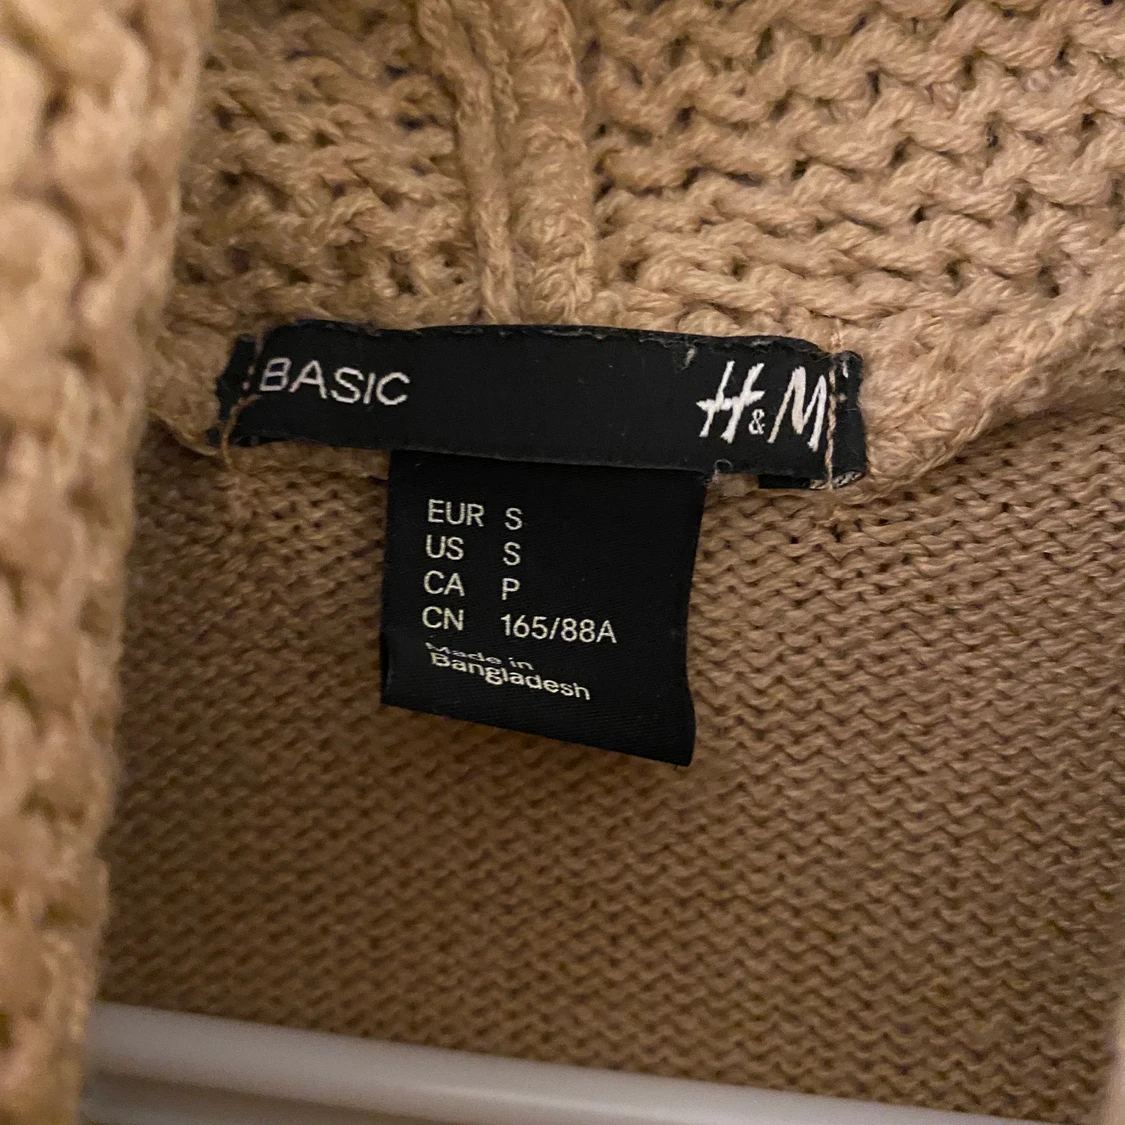 BASIC H&M
EUR S
US S
CA P
CN 165/88A
Made in
Bangladesh